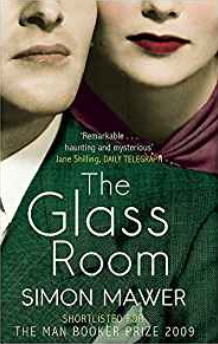 'Remarkable . . .
haunting and mysterious'
Jane Shilling, DAILY TELEGRAPH
The
Glass
Room
SIMON MAWER
SHORTLISTED FOR
THE MAN BOOKER PRIZE 2009